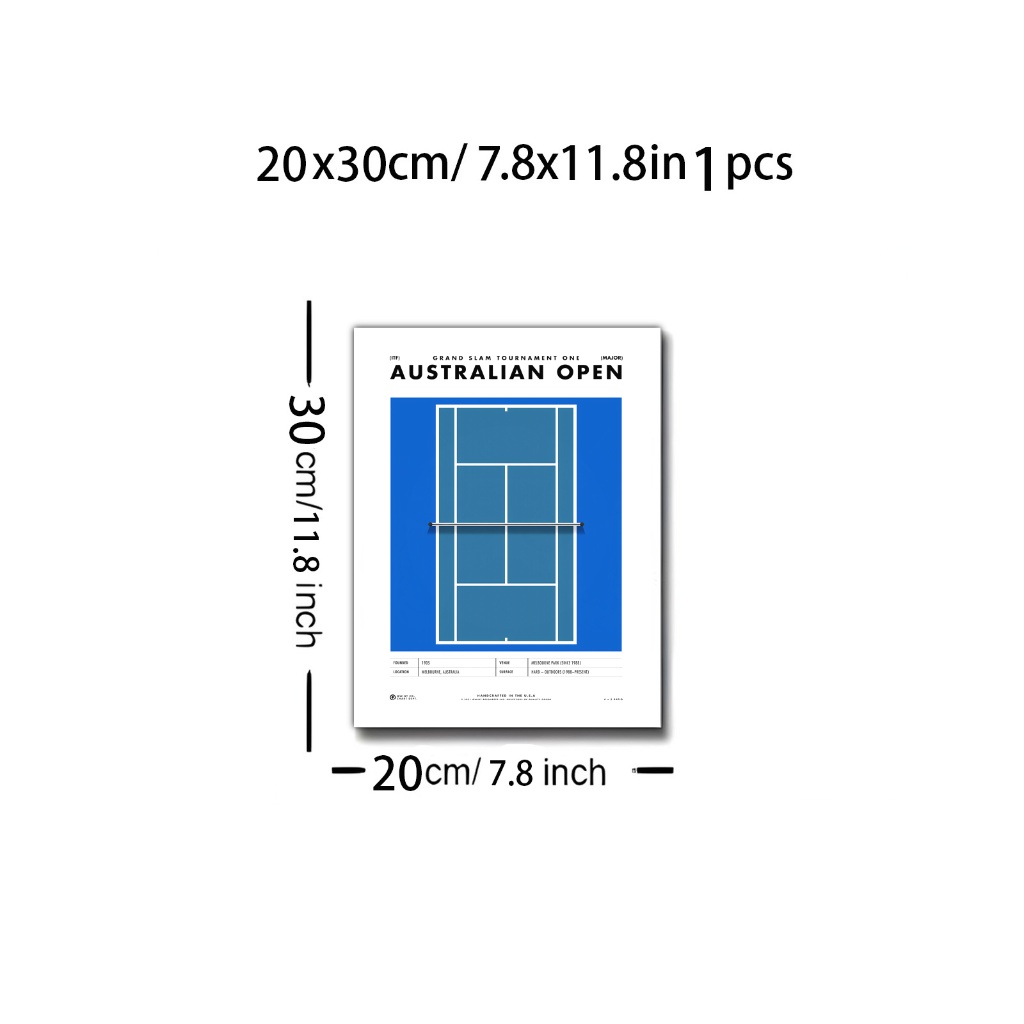 20x30cm/ 7.8x11.8in 1 pcs
30cm/11.8 inch
(ITF) GRAND SLAM TOURNAMENT ONE (MAJOR)
AUSTRALIAN OPEN
FOUNDED 1905 VENUE MELBOURNE PARK (SINCE 1988)
LOCATION MELBOURNE, AUSTRALIA SURFACE HARD - OUTDOORS (1988-PRESENT)
HANDCRAFTED IN THE U.S.A
20cm/ 7.8 inch